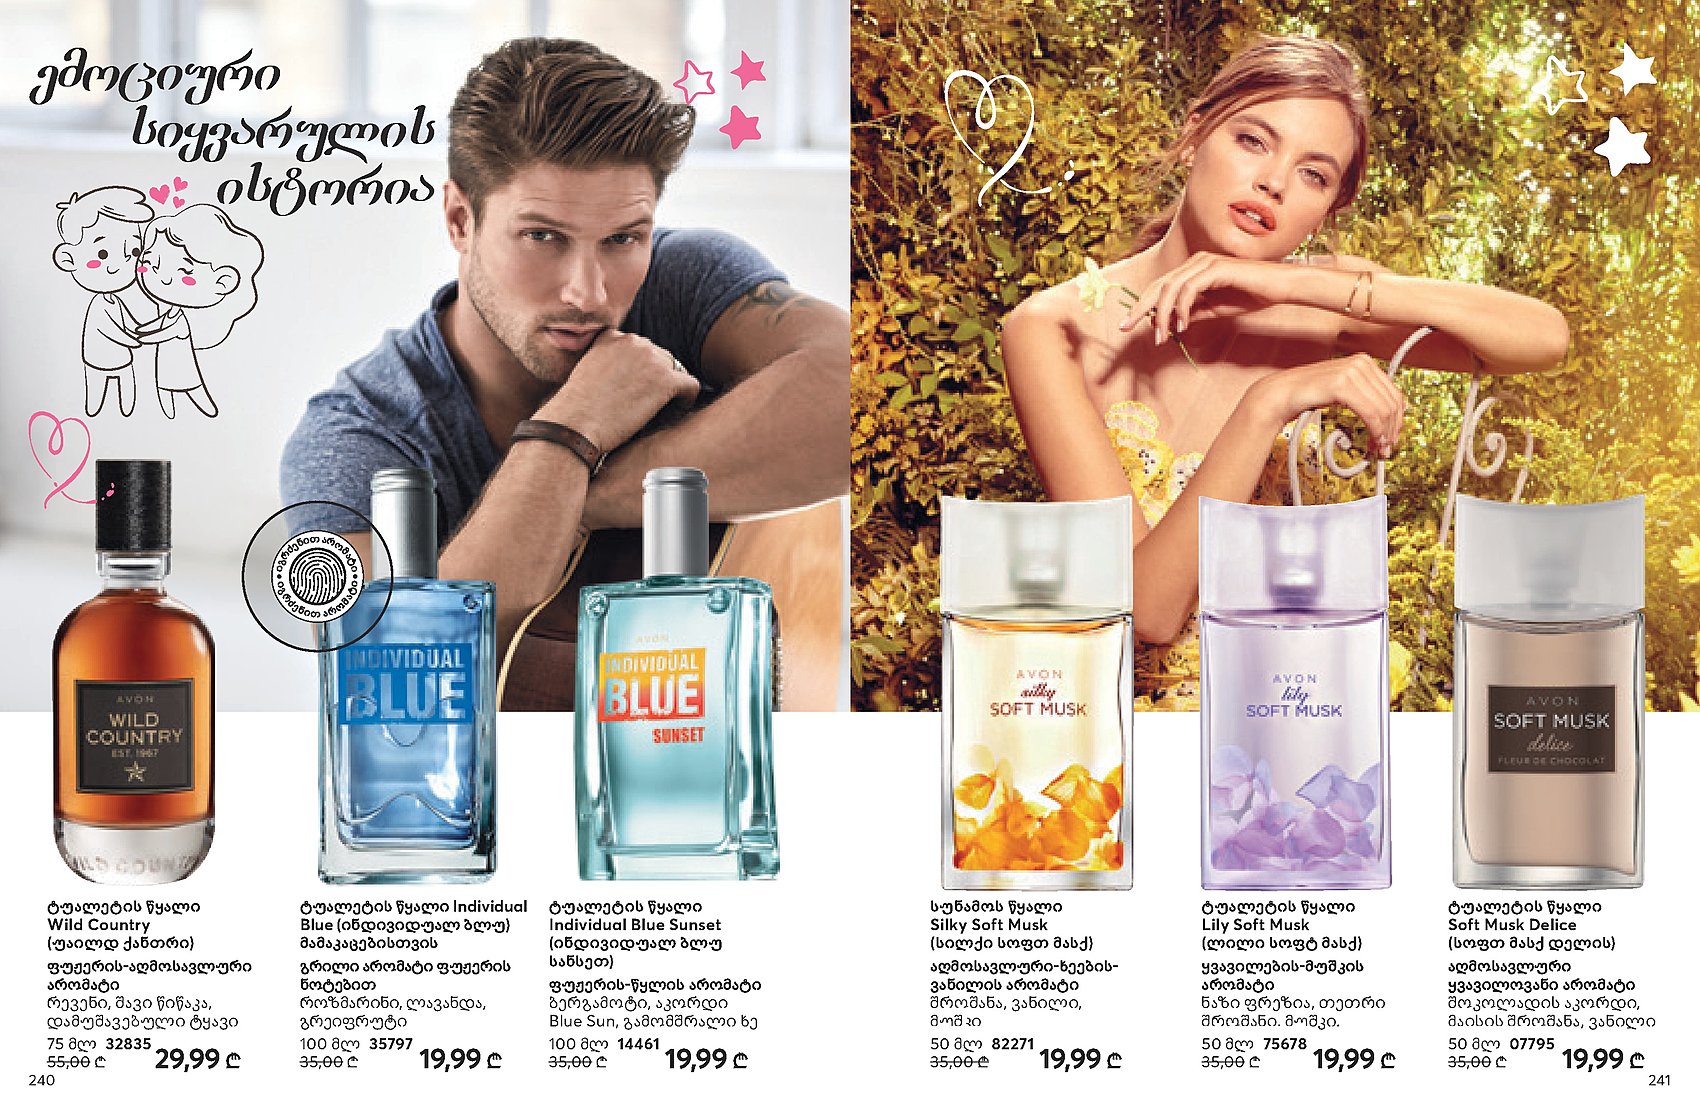 ემოციური
სიყვარულის
ისტორია
იგრძენით არომატი • იგრძენით არომატი •
AVON
WILD
COUNTRY
EST. 1967
INDIVIDUAL
BLUE
AVON
INDIVIDUAL
BLUE
SUNSET
AVON
silky
SOFT MUSK
AVON
lily
SOFT MUSK
AVON
SOFT MUSK
delice
FLEUR DE CHOCOLAT
ტუალეტის წყალი
Wild Country
(უაილდ ქანთრი)
ფუჟერის-აღმოსავლური
არომატი
რევენი, შავი წიწაკა,
დამუშავებული ტყავი
75 მლ 32835
55,00 ₾ 29,99 ₾
ტუალეტის წყალი Individual
Blue (ინდივიდუალ ბლუ)
მამაკაცებისთვის
გრილი არომატი ფუჟერის
ნოტებით
როზმარინი, ლავანდა,
გრეიფრუტი
100 მლ 35797
35,00 ₾ 19,99 ₾
ტუალეტის წყალი
Individual Blue Sunset
(ინდივიდუალ ბლუ
სანსეთ)
ფუჟერის-წყლის არომატი
ბერგამოტი, აკორდი
Blue Sun, გამომშრალი ხე
100 მლ 14461
35,00 ₾ 19,99 ₾
სუნამოს წყალი
Silky Soft Musk
(სილქი სოფთ მასქ)
აღმოსავლური-ხეების-
ვანილის არომატი
შროშანა, ვანილი,
მუშკი
50 მლ 82271
35,00 ₾ 19,99 ₾
ტუალეტის წყალი
Lily Soft Musk
(ლილი სოფტ მასქ)
ყვავილების-მუშკის
არომატი
ნაზი ფრეზია, თეთრი
შროშანი, მუშკი,
50 მლ 75678
35,00 ₾ 19,99 ₾
ტუალეტის წყალი
Soft Musk Delice
(სოფთ მასქ დელის)
აღმოსავლური
ყვავილოვანი არომატი
შოკოლადის აკორდი,
მაისის შროშანა, ვანილი
50 მლ 07795
35,00 ₾ 19,99 ₾
240
241